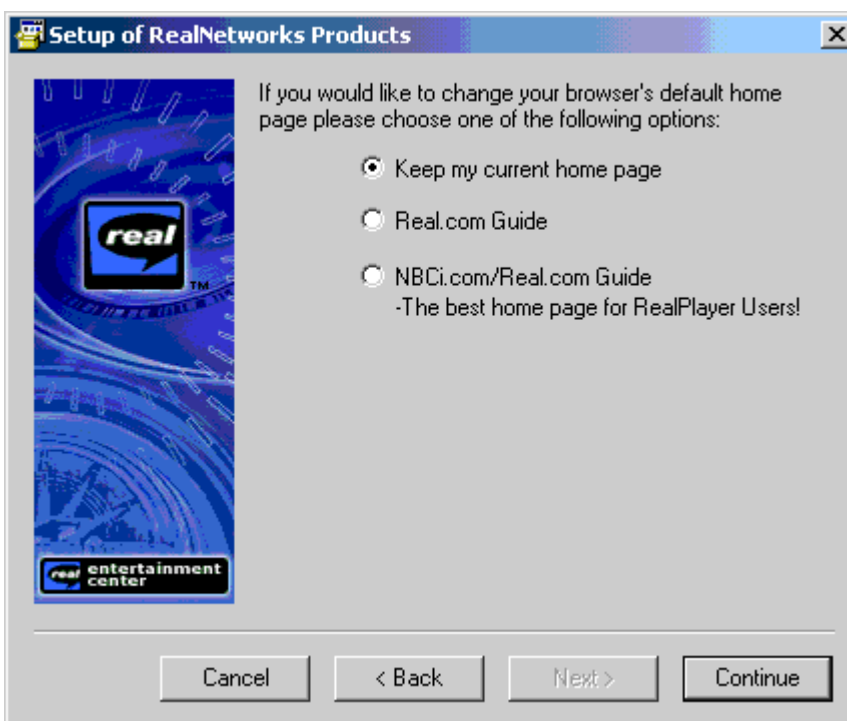 Setup of RealNetworks Products
If you would like to change your browser's default home
page please choose one of the following options:
Keep my current home page
Real.com Guide
NBCi.com/Real.com Guide
-The best home page for RealPlayer Users!
real
TM
real entertainment
center
Cancel
< Back
Next >
Continue